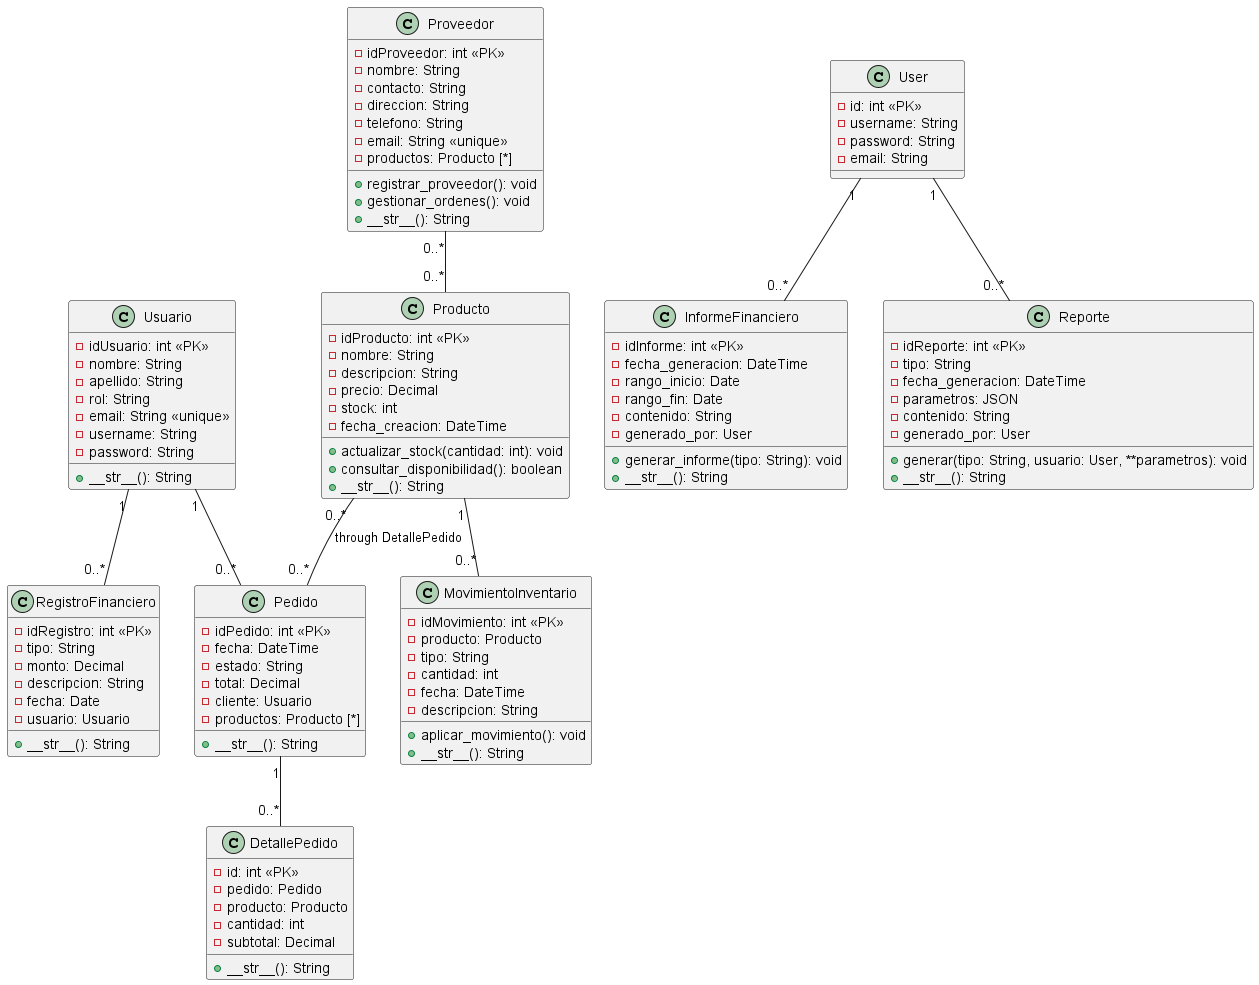 C Proveedor
idProveedor: int «PK»
nombre: String
contacto: String
direccion: String
telefono: String
email: String «unique»
productos: Producto [*]
registrar_proveedor(): void
gestionar_ordenes(): void
__str__(): String
C User
id: int «PK»
username: String
password: String
email: String
0..*
0..*
1
1
0..*
0..*
C Usuario
idUsuario: int «PK»
nombre: String
apellido: String
rol: String
email: String «unique»
username: String
password: String
__str__(): String
C Producto
idProducto: int «PK»
nombre: String
descripcion: String
precio: Decimal
stock: int
fecha_creacion: DateTime
actualizar_stock(cantidad: int): void
consultar_disponibilidad(): boolean
__str__(): String
C InformeFinanciero
idInforme: int «PK»
fecha_generacion: DateTime
rango_inicio: Date
rango_fin: Date
contenido: String
generado_por: User
generar_informe(tipo: String): void
__str__(): String
C Reporte
idReporte: int «PK»
tipo: String
fecha_generacion: DateTime
parametros: JSON
contenido: String
generado_por: User
generar(tipo: String, usuario: User, **parametros): void
__str__(): String
1
1
0..*
1
through DetallePedido
0..*
0..*
0..*
0..*
C RegistroFinanciero
idRegistro: int «PK»
tipo: String
monto: Decimal
descripcion: String
fecha: Date
usuario: Usuario
__str__(): String
C Pedido
idPedido: int «PK»
fecha: DateTime
estado: String
total: Decimal
cliente: Usuario
productos: Producto [*]
__str__(): String
C MovimientoInventario
idMovimiento: int «PK»
producto: Producto
tipo: String
cantidad: int
fecha: DateTime
descripcion: String
aplicar_movimiento(): void
__str__(): String
1
0..*
C DetallePedido
id: int «PK»
pedido: Pedido
producto: Producto
cantidad: int
subtotal: Decimal
__str__(): String